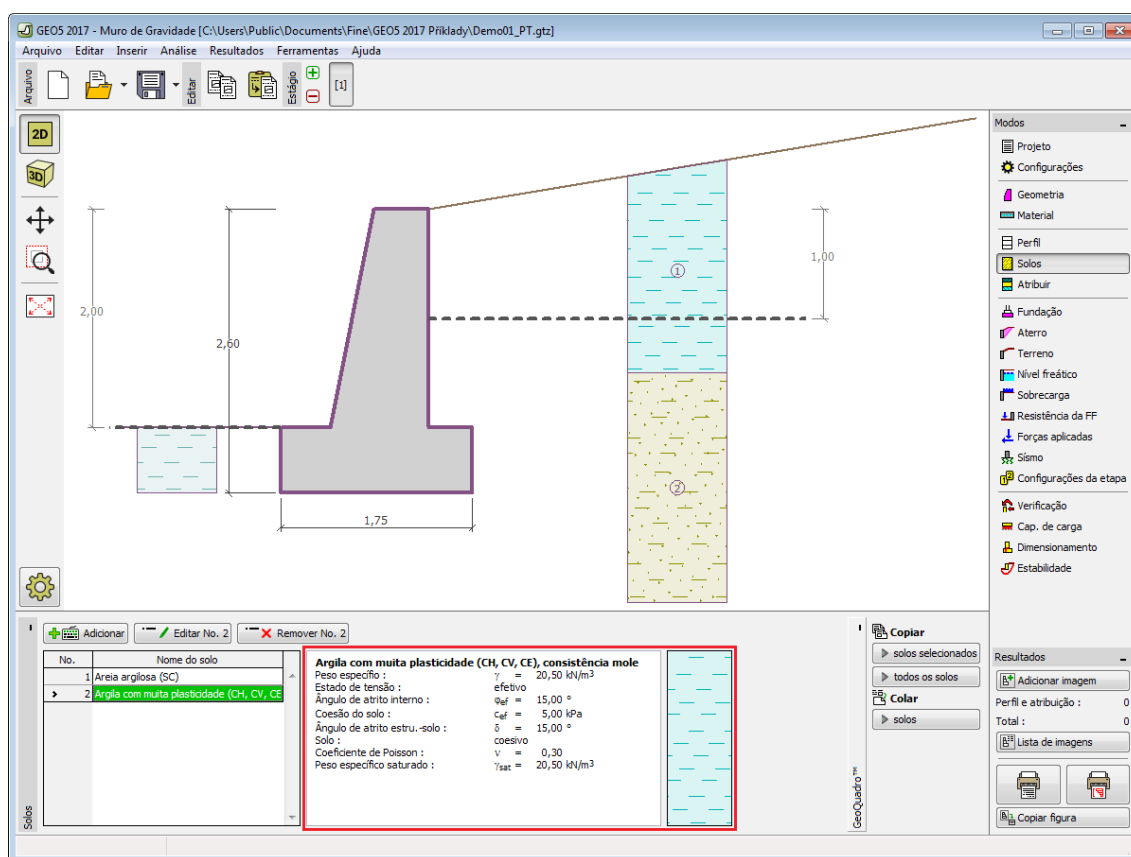 GEO5 2017 - Muro de Gravidade [C:\Users\Public\Documents\Fine\GEO5 2017 Příklady\Demo01_PT.gtz]
Arquivo Editar Inserir Análise Resultados Ferramentas Ajuda
Arquivo
Editar
Estágio
[1]
2D
3D
2,00
2,60
1,75
1,00
1
2
Modos
Projeto
Configurações
Geometria
Material
Perfil
Solos
Atribuir
Fundação
Aterro
Terreno
Nível freático
Sobrecarga
Resistência da FF
Forças aplicadas
Sísmo
Configurações da etapa
Verificação
Cap. de carga
Dimensionamento
Estabilidade
Adicionar
Editar No. 2
Remover No. 2
No. Nome do solo
1 Areia argilosa (SC)
> 2 Argila com muita plasticidade (CH, CV, CE
Solos
Argila com muita plasticidade (CH, CV, CE), consistência mole
Peso específico : γ = 20,50 kN/m³
Estado de tensão : efetivo
Ângulo de atrito interno : φef = 15,00 °
Coesão do solo : cef = 5,00 kPa
Ângulo de atrito estru.-solo : δ = 15,00 °
Solo : coesivo
Coeficiente de Poisson : ν = 0,30
Peso específico saturado : γsat = 20,50 kN/m³
GeoQuadro™
Copiar
solos selecionados
todos os solos
Colar
solos
Resultados
Adicionar imagem
Perfil e atribuição : 0
Total : 0
Lista de imagens
Copiar figura